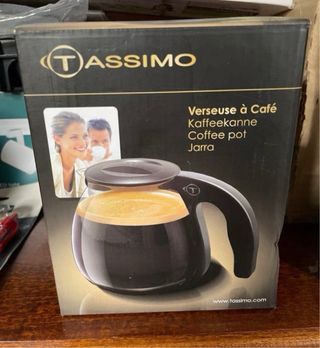 TASSIMO
Verseuse à Café
Kaffeekanne
Coffee pot
Jarra
T
www.tassimo.com